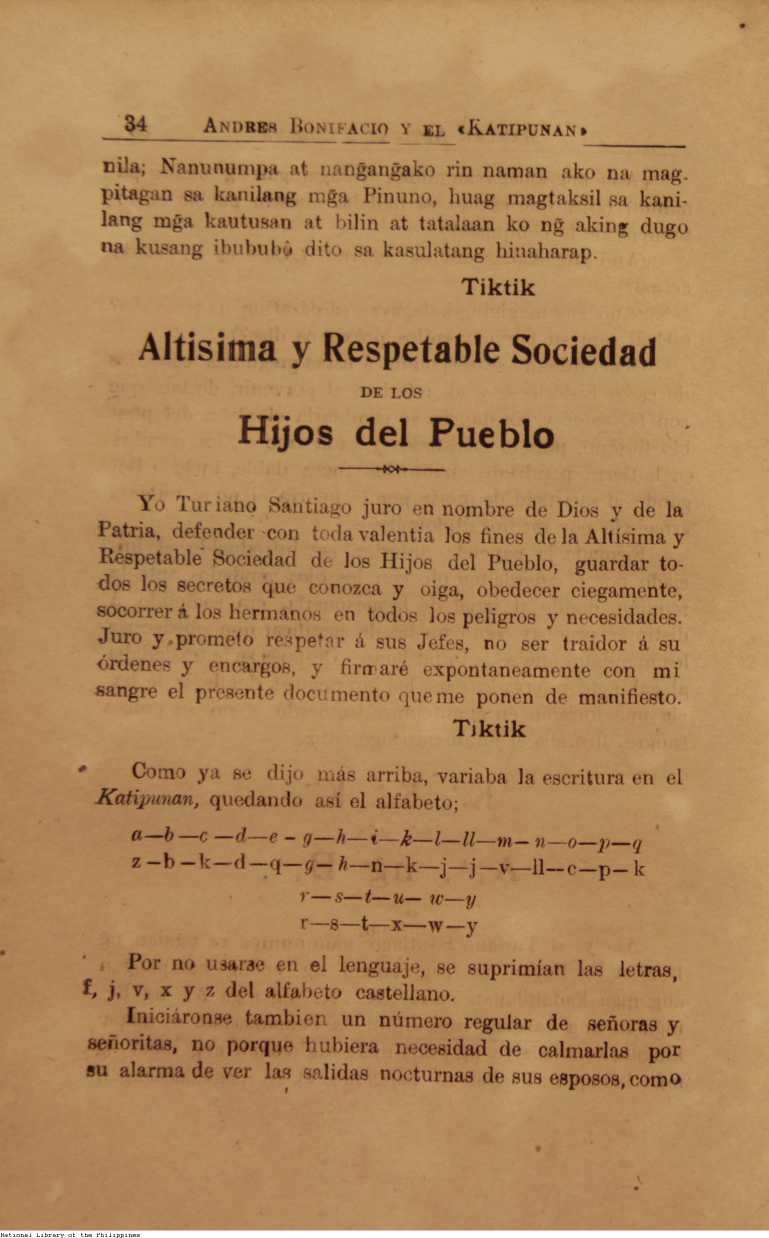 34 ANDRES BONIFACIO Y EL «KATIPUNAN»
nila; Nanunumpa at nang̃ang̃ako rin naman ako na mag-
pitagan sa kanilang mg̃a Pinuno, huag magtaksil sa kani-
lang mg̃a kautusan at bilin at tatalaan ko ng̃ aking dugo
na kusang ibububô dito sa kasulatang hinaharap.
Tiktik
Altisima y Respetable Sociedad
DE LOS
Hijos del Pueblo
Yo Turiano Santiago juro en nombre de Dios y de la
Patria, defender con toda valentia los fines de la Altísima y
Respetable Sociedad de los Hijos del Pueblo, guardar to-
dos los secretos que conozca y oiga, obedecer ciegamente,
socorrer á los hermanos en todos los peligros y necesidades.
Juro y prometo respetar á sus Jefes, no ser traidor á su
órdenes y encargos, y firmaré expontaneamente con mi
sangre el presente documento que me ponen de manifiesto.
Tiktik
Como ya se dijo más arriba, variaba la escritura en el
Katipunan, quedando así el alfabeto;
a—b—c—d—e—g—h—i—k—l—ll—m—n—o—p—q
z—b—k—d—q—g—h—n—k—j—j—v—ll—c—p—k
r—s—t—u—w—y
r—s—t—x—w—y
Por no usarse en el lenguaje, se suprimían las letras,
f, j, v, x y z del alfabeto castellano.
Iniciáronse tambien un número regular de señoras y
señoritas, no porque hubiera necesidad de calmarlas por
su alarma de ver las salidas nocturnas de sus esposos, como
National Library of the Philippines